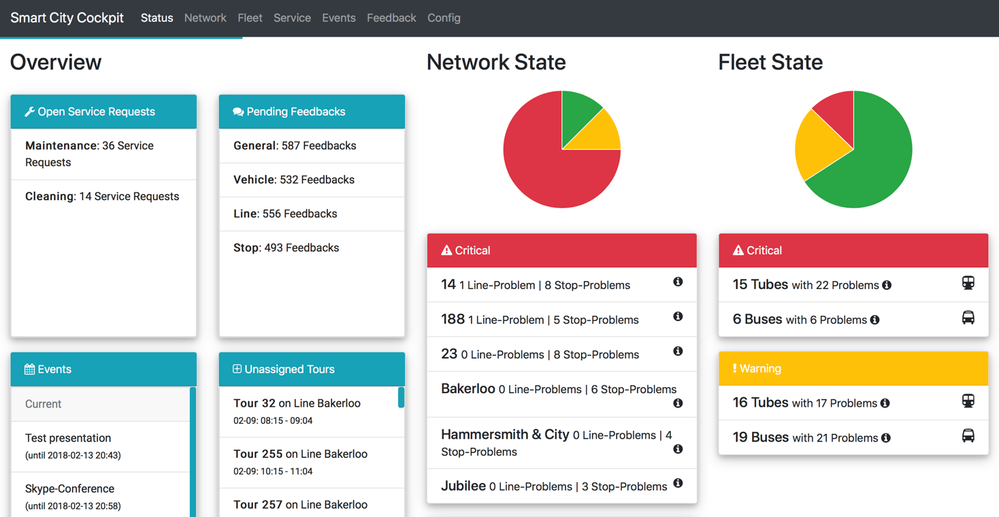 Smart City Cockpit Status Network Fleet Service Events Feedback Config
Overview
Open Service Requests
Maintenance: 36 Service
Requests
Cleaning: 14 Service Requests
Pending Feedbacks
General: 587 Feedbacks
Vehicle: 532 Feedbacks
Line: 556 Feedbacks
Stop: 493 Feedbacks
Events
Current
Test presentation
(until 2018-02-13 20:43)
Skype-Conference
(until 2018-02-13 20:58)
Unassigned Tours
Tour 32 on Line Bakerloo
02-09: 08:15 - 09:04
Tour 255 on Line Bakerloo
02-09: 10:15 - 11:04
Tour 257 on Line Bakerloo
Network State
Critical
14 1 Line-Problem | 8 Stop-Problems
188 1 Line-Problem | 5 Stop-Problems
23 0 Line-Problems | 8 Stop-Problems
Bakerloo 0 Line-Problems | 6 Stop-Problems
Hammersmith & City 0 Line-Problems | 4
Stop-Problems
Jubilee 0 Line-Problems | 3 Stop-Problems
Fleet State
Critical
15 Tubes with 22 Problems
6 Buses with 6 Problems
Warning
16 Tubes with 17 Problems
19 Buses with 21 Problems